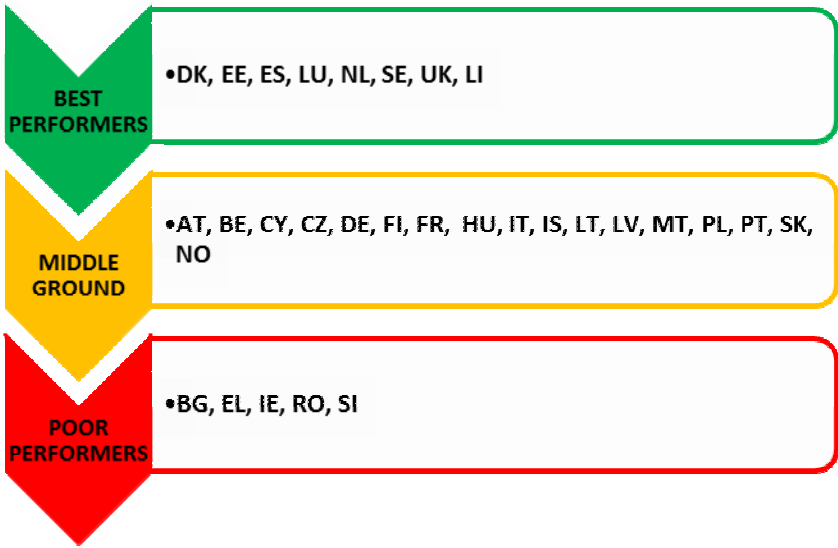 BEST
PERFORMERS
•DK, EE, ES, LU, NL, SE, UK, LI
MIDDLE
GROUND
•AT, BE, CY, CZ, DE, FI, FR, HU, IT, IS, LT, LV, MT, PL, PT, SK,
NO
POOR
PERFORMERS
•BG, EL, IE, RO, SI